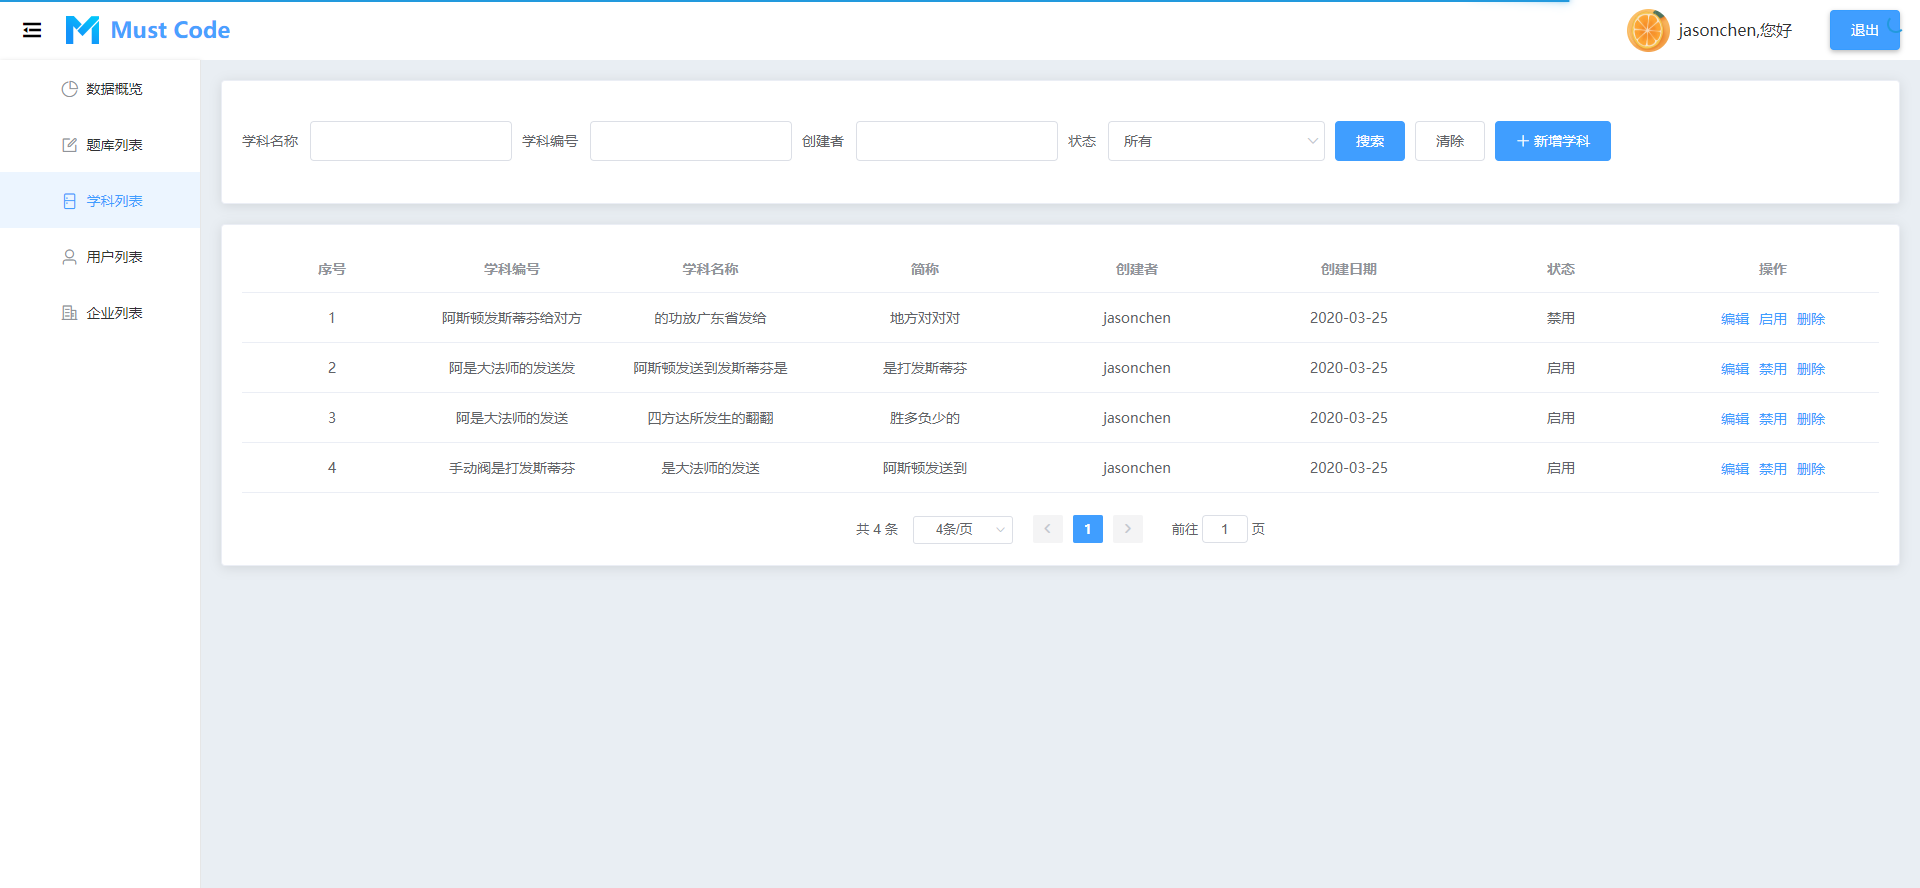 Must Code
jasonchen,您好
退出
数据概览
题库列表
学科列表
用户列表
企业列表
学科名称 学科编号 创建者 状态 所有 搜索 清除 新增学科
序号 学科编号 学科名称 简称 创建者 创建日期 状态 操作
1 阿斯顿发斯蒂芬给对方 的功放广东省发给 地方对对对 jasonchen 2020-03-25 禁用 编辑 启用 删除
2 阿是大法师的发送发 阿斯顿发送到发斯蒂芬是 是打发斯蒂芬 jasonchen 2020-03-25 启用 编辑 禁用 删除
3 阿是大法师的发送 四方达所发生的翻翻 胜多负少的 jasonchen 2020-03-25 启用 编辑 禁用 删除
4 手动阀是打发斯蒂芬 是大法师的发送 阿斯顿发送到 jasonchen 2020-03-25 启用 编辑 禁用 删除
共 4 条 4条/页 1 前往 1 页